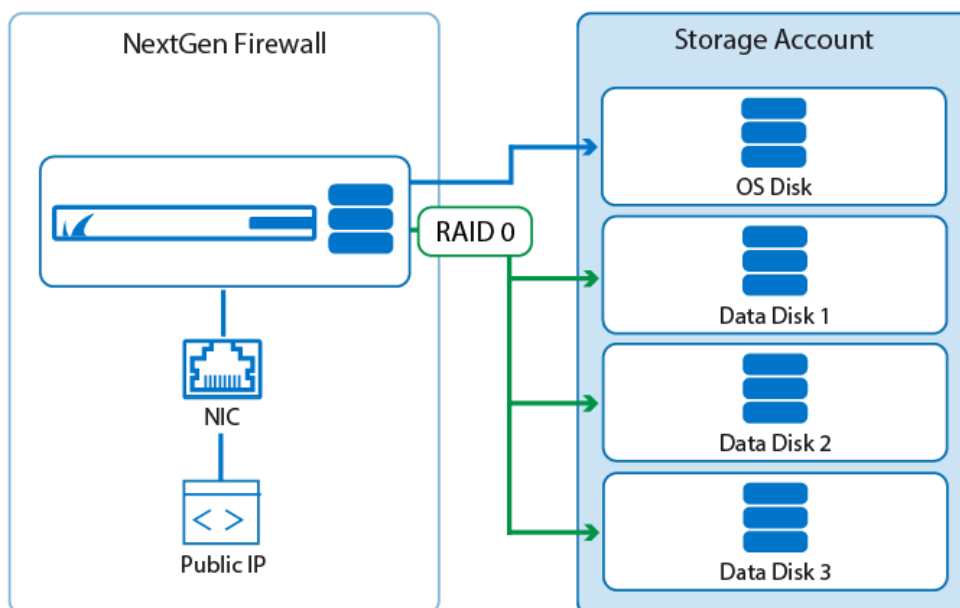 NextGen Firewall
Storage Account
OS Disk
RAID 0
Data Disk 1
NIC
Data Disk 2
Public IP
Data Disk 3